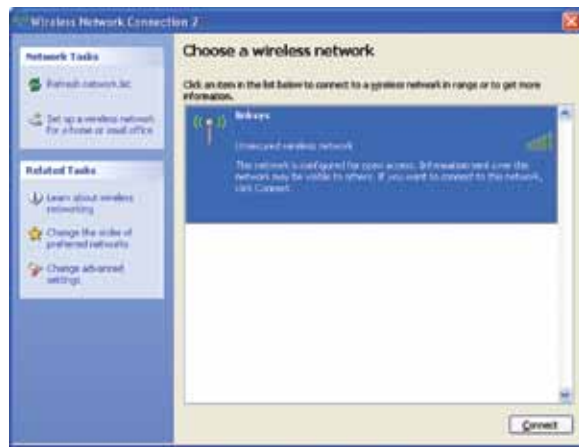 Wireless Network Connection 2
Network Tasks
Refresh network list
Set up a wireless network
for a home or small office
Related Tasks
Learn about wireless
networking
Change the order of
preferred networks
Change advanced
settings
Choose a wireless network
Click an item in the list below to connect to a wireless network in range or to get more
information.
linksys
Unsecured wireless network
This network is configured for open access. Information sent over this
network may be visible to others. If you want to connect to this network,
click Connect.
Connect